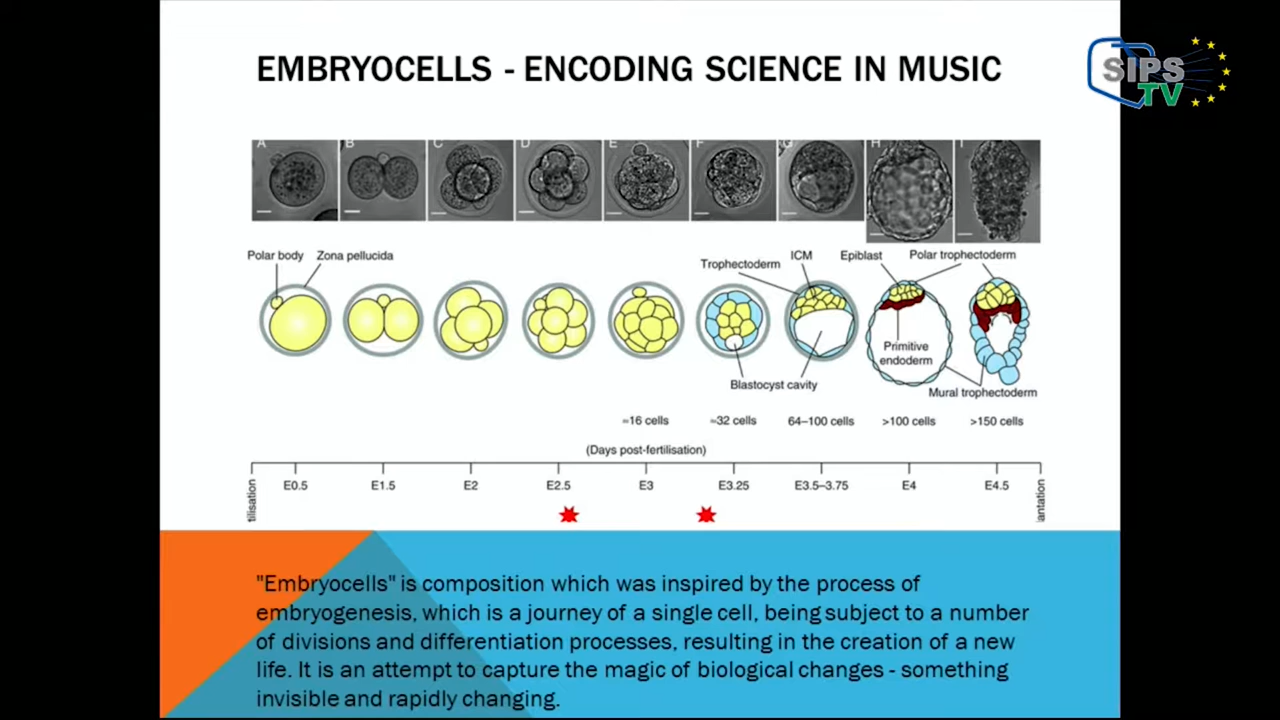 EMBRYOCELLS - ENCODING SCIENCE IN MUSIC
SIPS
TV
A B C D E F G H I
Polar body
Zona pellucida
Trophectoderm
ICM
Epiblast
Polar trophectoderm
Primitive
endoderm
Blastocyst cavity
Mural trophectoderm
≈16 cells
≈32 cells
64–100 cells
>100 cells
>150 cells
(Days post-fertilisation)
E0.5 E1.5 E2 E2.5 E3 E3.25 E3.5–3.75 E4 E4.5
tilisation
antation
"Embryocells" is composition which was inspired by the process of
embryogenesis, which is a journey of a single cell, being subject to a number
of divisions and differentiation processes, resulting in the creation of a new
life. It is an attempt to capture the magic of biological changes - something
invisible and rapidly changing.